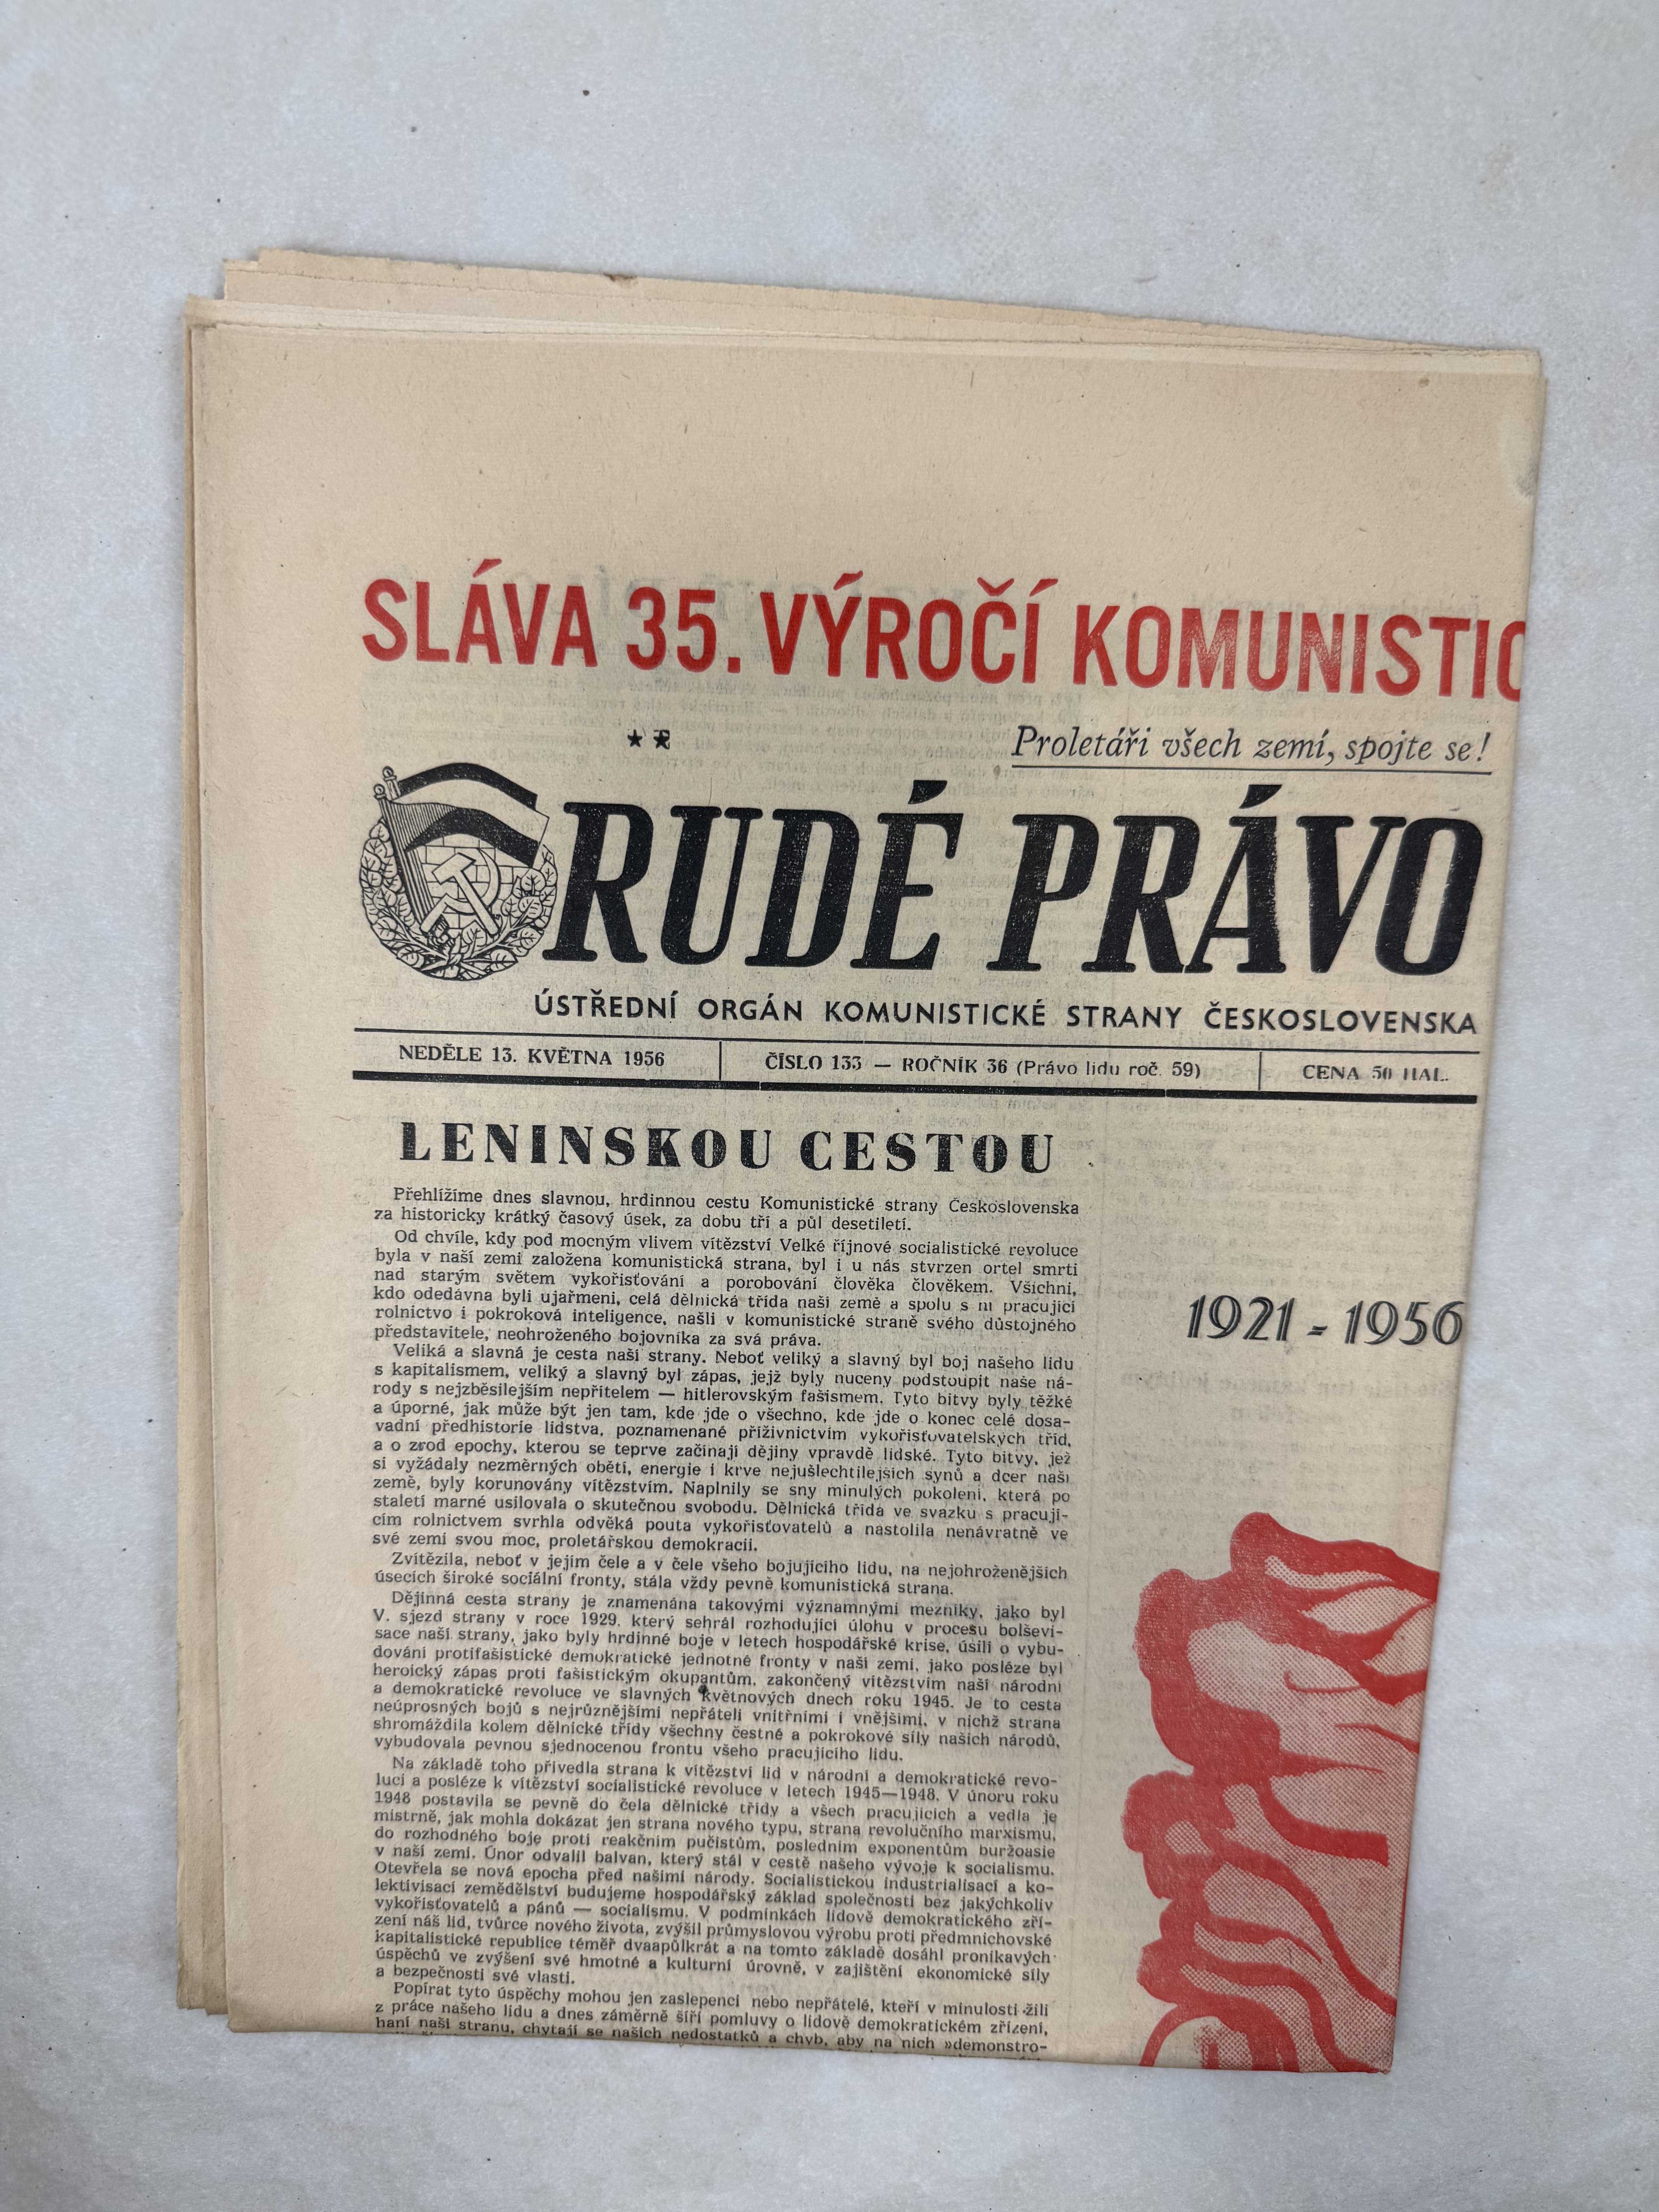 SLÁVA 35. VÝROČÍ KOMUNISTIC
Proletáři všech zemí, spojte se!
RUDÉ PRÁVO
ÚSTŘEDNÍ ORGÁN KOMUNISTICKÉ STRANY ČESKOSLOVENSKA
NEDĚLE 13. KVĚTNA 1956
ČÍSLO 133 — ROČNÍK 36 (Právo lidu roč. 59)
CENA 50 HAL.
LENINSKOU CESTOU
Přehlížíme dnes slavnou, hrdinnou cestu Komunistické strany Československa
za historicky krátký časový úsek, za dobu tří a půl desetiletí.
Od chvíle, kdy pod mocným vlivem vítězství Velké říjnové socialistické revoluce
byla v naší zemi založena komunistická strana, byl i u nás stvrzen ortel smrti
nad starým světem vykořisťování a porobování člověka člověkem. Všichni,
kdo odedávna byli ujařmeni, celá dělnická třída naší země a spolu s ní pracující
rolnictvo i pokroková inteligence, našli v komunistické straně svého důstojného
představitele, neohroženého bojovníka za svá práva.
Veliká a slavná je cesta naší strany. Neboť veliký a slavný byl boj našeho lidu
s kapitalismem, veliký a slavný byl zápas, jejž byly nuceny podstoupit naše ná-
rody s nejzběsilejším nepřítelem — hitlerovským fašismem. Tyto bitvy byly těžké
a úporné, jak může být jen tam, kde jde o všechno, kde jde o konec celé dosa-
vadní předhistorie lidstva, poznamenané příživnictvím vykořisťovatelských tříd,
a o zrod epochy, kterou se teprve začínají dějiny vpravdě lidské. Tyto bitvy, jež
si vyžádaly nezměrných obětí, energie i krve nejušlechtilejších synů a dcer naší
země, byly korunovány vítězstvím. Naplnily se sny minulých pokolení, která po
staletí marně usilovala o skutečnou svobodu. Dělnická třída ve svazku s pracují-
cím rolnictvem svrhla odvěká pouta vykořisťovatelů a nastolila nenávratně ve
své zemi svou moc, proletářskou demokracii.
Zvítězila, neboť v jejím čele a v čele všeho bojujícího lidu, na nejohroženějších
úsecích široké sociální fronty, stála vždy pevně komunistická strana.
Dějinná cesta strany je znamenána takovými významnými mezníky, jako byl
V. sjezd strany v roce 1929, který sehrál rozhodující úlohu v procesu bolševi-
sace naší strany, jako byly hrdinné boje v letech hospodářské krise, úsilí o vybu-
dování protifašistické demokratické jednotné fronty v naší zemi, jako posléze byl
heroický zápas proti fašistickým okupantům, zakončený vítězstvím naší národní
a demokratické revoluce ve slavných květnových dnech roku 1945. Je to cesta
neúprosných bojů s nejrůznějšími nepřáteli vnitřními i vnějšími, v nichž strana
shromáždila kolem dělnické třídy všechny čestné a pokrokové síly našich národů,
vybudovala pevnou sjednocenou frontu všeho pracujícího lidu.
Na základě toho přivedla strana k vítězství lid v národní a demokratické revo-
luci a posléze k vítězství socialistické revoluce v letech 1945—1948. V únoru roku
1948 postavila se pevně do čela dělnické třídy a všech pracujících a vedla je
mistrně, jak mohla dokázat jen strana nového typu, strana revolučního marxismu,
do rozhodného boje proti reakčním pučistům, posledním exponentům buržoasie
v naší zemi. Únor odvalil balvan, který stál v cestě našeho vývoje k socialismu.
Otevřela se nová epocha před našimi národy. Socialistickou industrialisací a ko-
lektivisací zemědělství budujeme hospodářský základ společnosti bez jakýchkoliv
vykořisťovatelů a pánů — socialismu. V podmínkách lidově demokratického zří-
zení náš lid, tvůrce nového života, zvýšil průmyslovou výrobu proti předmnichovské
kapitalistické republice téměř dvaapůlkrát a na tomto základě dosáhl pronikavých
úspěchů ve zvýšení své hmotné a kulturní úrovně, v zajištění ekonomické síly
a bezpečnosti své vlasti.
Popírat tyto úspěchy mohou jen zaslepenci nebo nepřátelé, kteří v minulosti žili
z práce našeho lidu a dnes záměrně šíří pomluvy o lidově demokratickém zřízení,
haní naši stranu, chytají se našich nedostatků a chyb, aby na nich »demonstro-
1921 - 1956